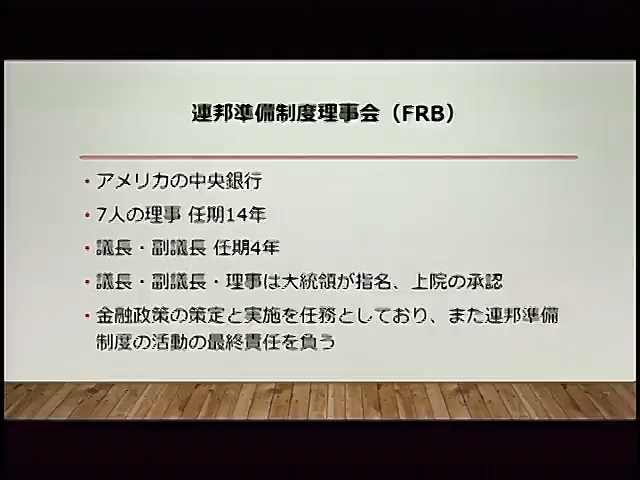 連邦準備制度理事会（FRB）
・アメリカの中央銀行
・7人の理事 任期14年
・議長・副議長 任期4年
・議長・副議長・理事は大統領が指名、上院の承認
・金融政策の策定と実施を任務としており、また連邦準備
制度の活動の最終責任を負う